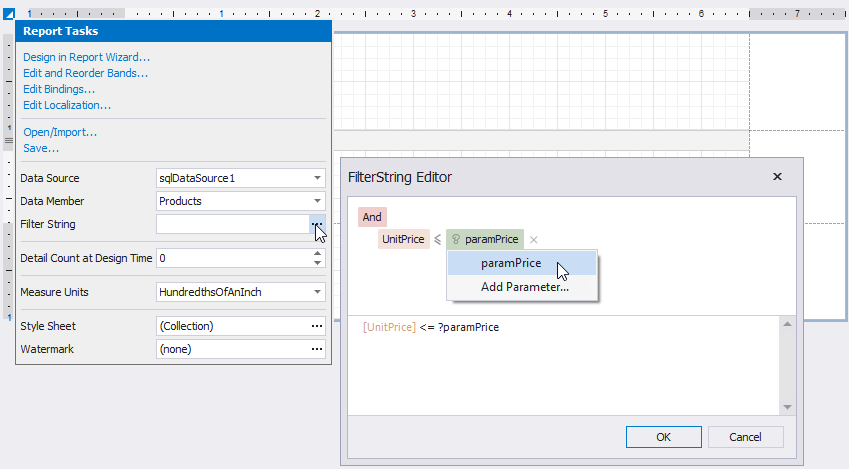 1 1 2 3 4 5 6 7
Report Tasks
Design in Report Wizard...
Edit and Reorder Bands...
Edit Bindings...
Edit Localization...
Open/Import...
Save...
Data Source sqlDataSource1
Data Member Products
Filter String ...
Detail Count at Design Time 0
Measure Units HundredthsOfAnInch
Style Sheet (Collection) ...
Watermark (none) ...
1
1
FilterString Editor
And
UnitPrice ≤ ? paramPrice
paramPrice
Add Parameter...
[UnitPrice] <= ?paramPrice
OK Cancel